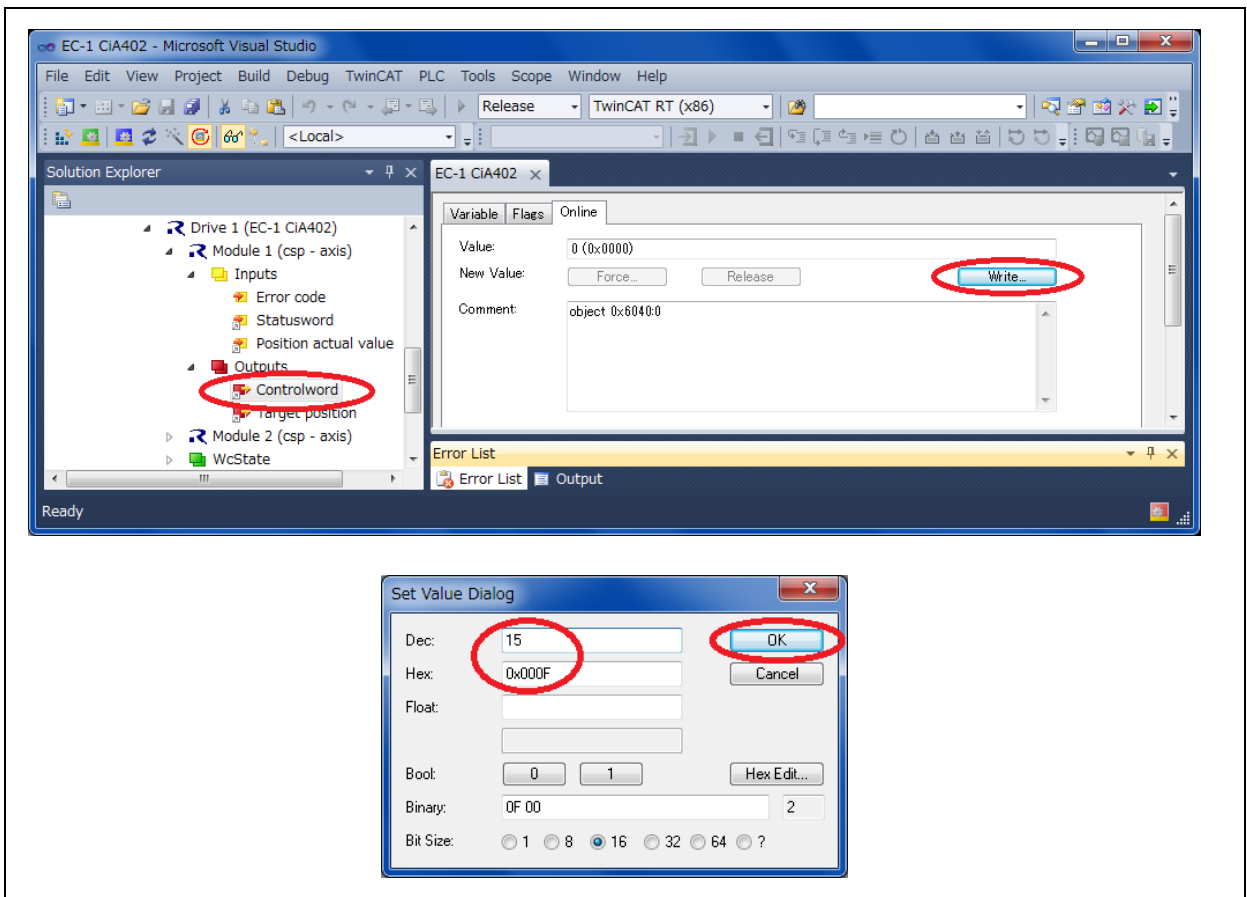 EC-1 CiA402 - Microsoft Visual Studio
File Edit View Project Build Debug TwinCAT PLC Tools Scope Window Help
Release TwinCAT RT (x86)
<Local>
Solution Explorer
EC-1 CiA402
Drive 1 (EC-1 CiA402)
Module 1 (csp - axis)
Inputs
Error code
Statusword
Position actual value
Outputs
Controlword
Target position
Module 2 (csp - axis)
WcState
Variable Flags Online
Value: 0 (0x0000)
New Value: Force... Release Write...
Comment: object 0x6040:0
Error List
Error List Output
Ready
Set Value Dialog
Dec: 15 OK
Hex: 0x000F Cancel
Float:
Bool: 0 1 Hex Edit...
Binary: 0F 00 2
Bit Size: 1 8 16 32 64 ?